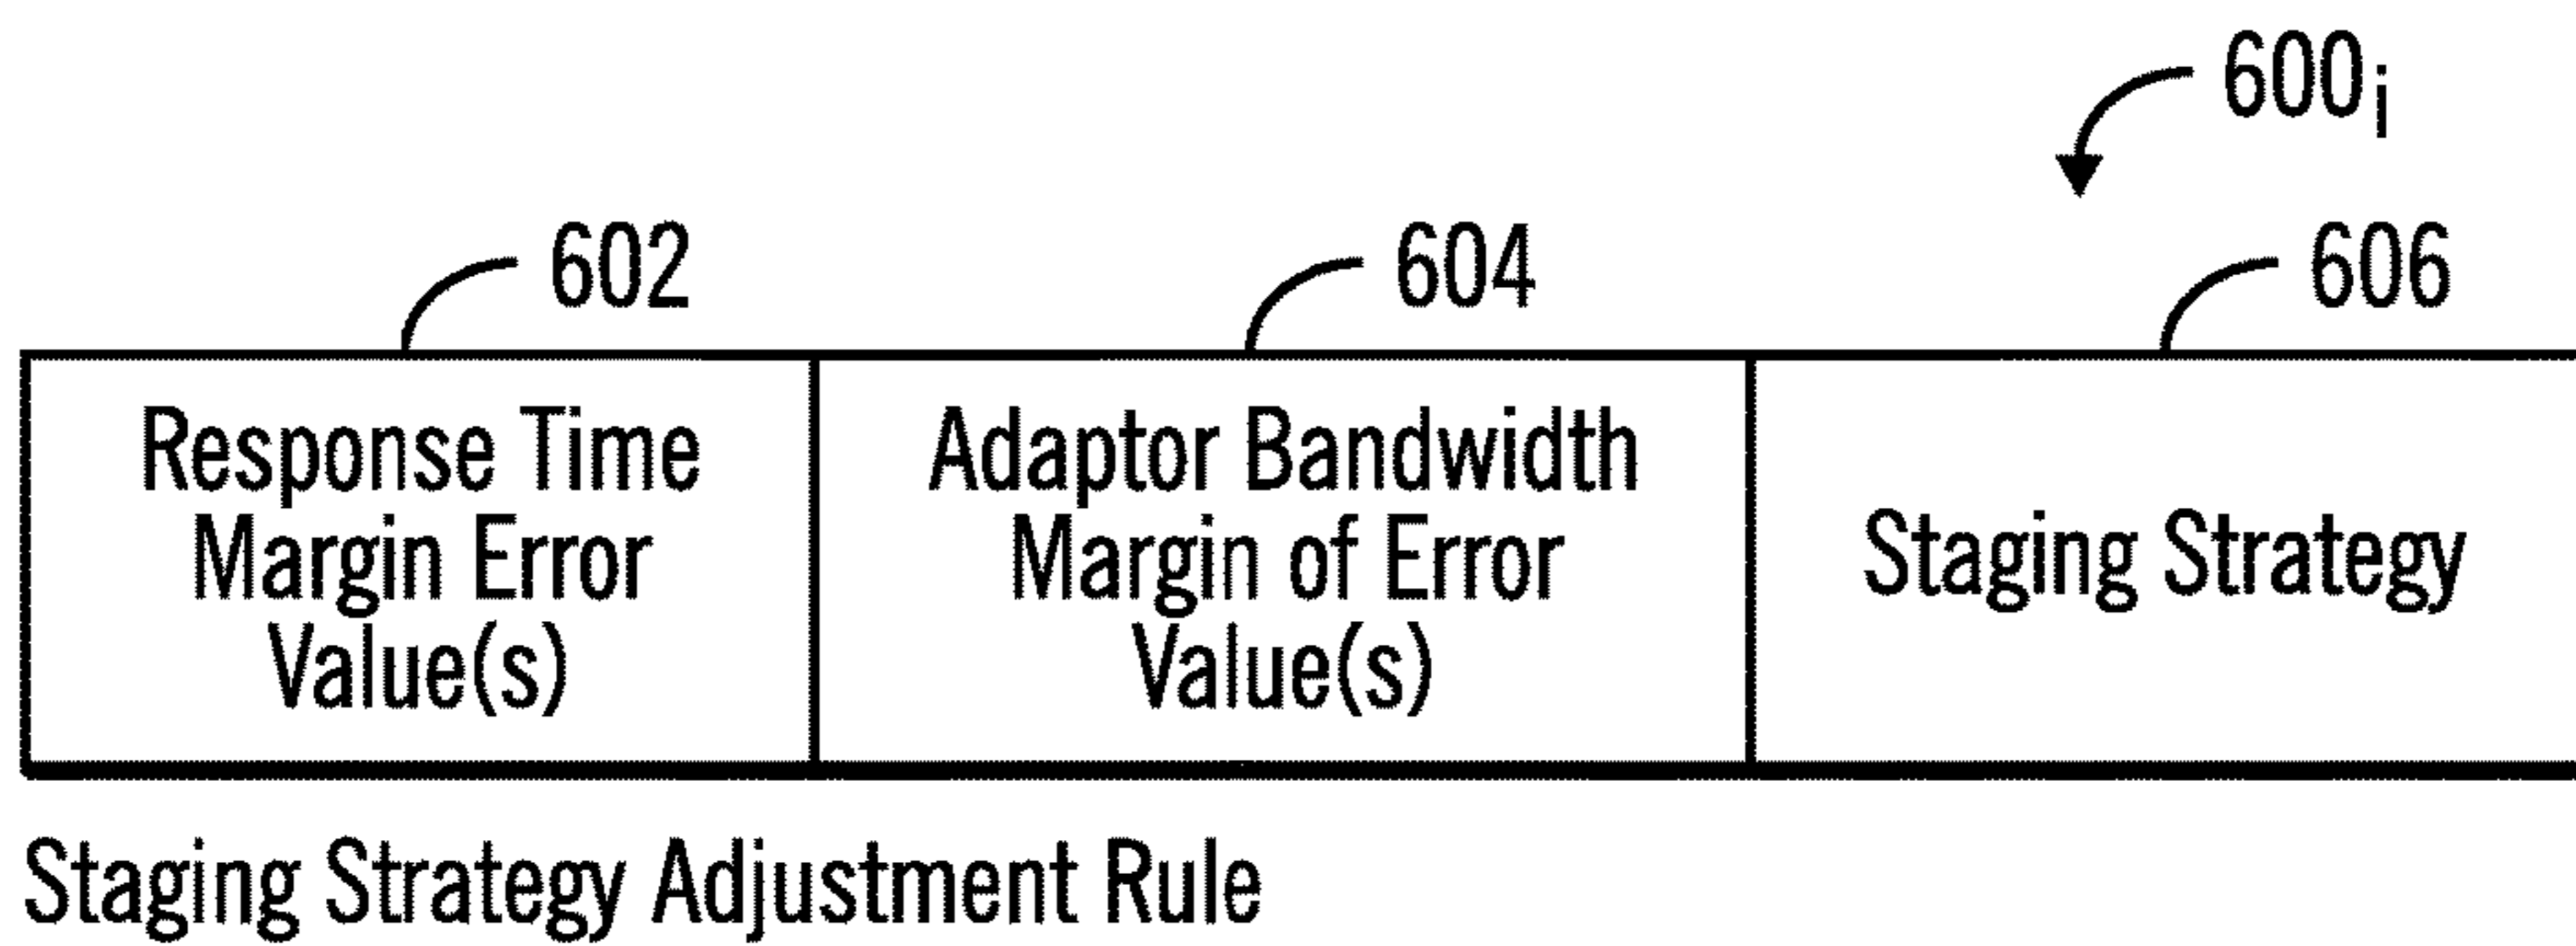 600i
602
604
606
Response Time
Margin Error
Value(s)
Adaptor Bandwidth
Margin of Error
Value(s)
Staging Strategy
Staging Strategy Adjustment Rule